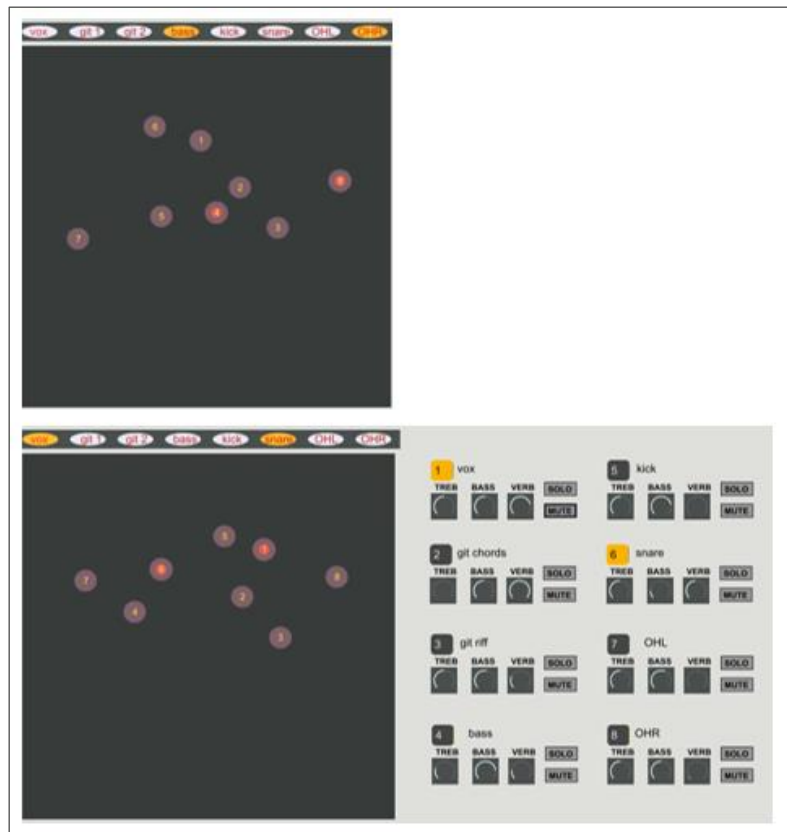 vox git 1 git 2 bass kick snare OHL OHR
6
1
2
8
5 4
3
7
vox git 1 git 2 bass kick snare OHL OHR
5
1
6
8
7
2
4
3
1 vox
TREB BASS VERB SOLO
MUTE
5 kick
TREB BASS VERB SOLO
MUTE
2 git chords
TREB BASS VERB SOLO
MUTE
6 snare
TREB BASS VERB SOLO
MUTE
3 git riff
TREB BASS VERB SOLO
MUTE
7 OHL
TREB BASS VERB SOLO
MUTE
4 bass
TREB BASS VERB SOLO
MUTE
8 OHR
TREB BASS VERB SOLO
MUTE